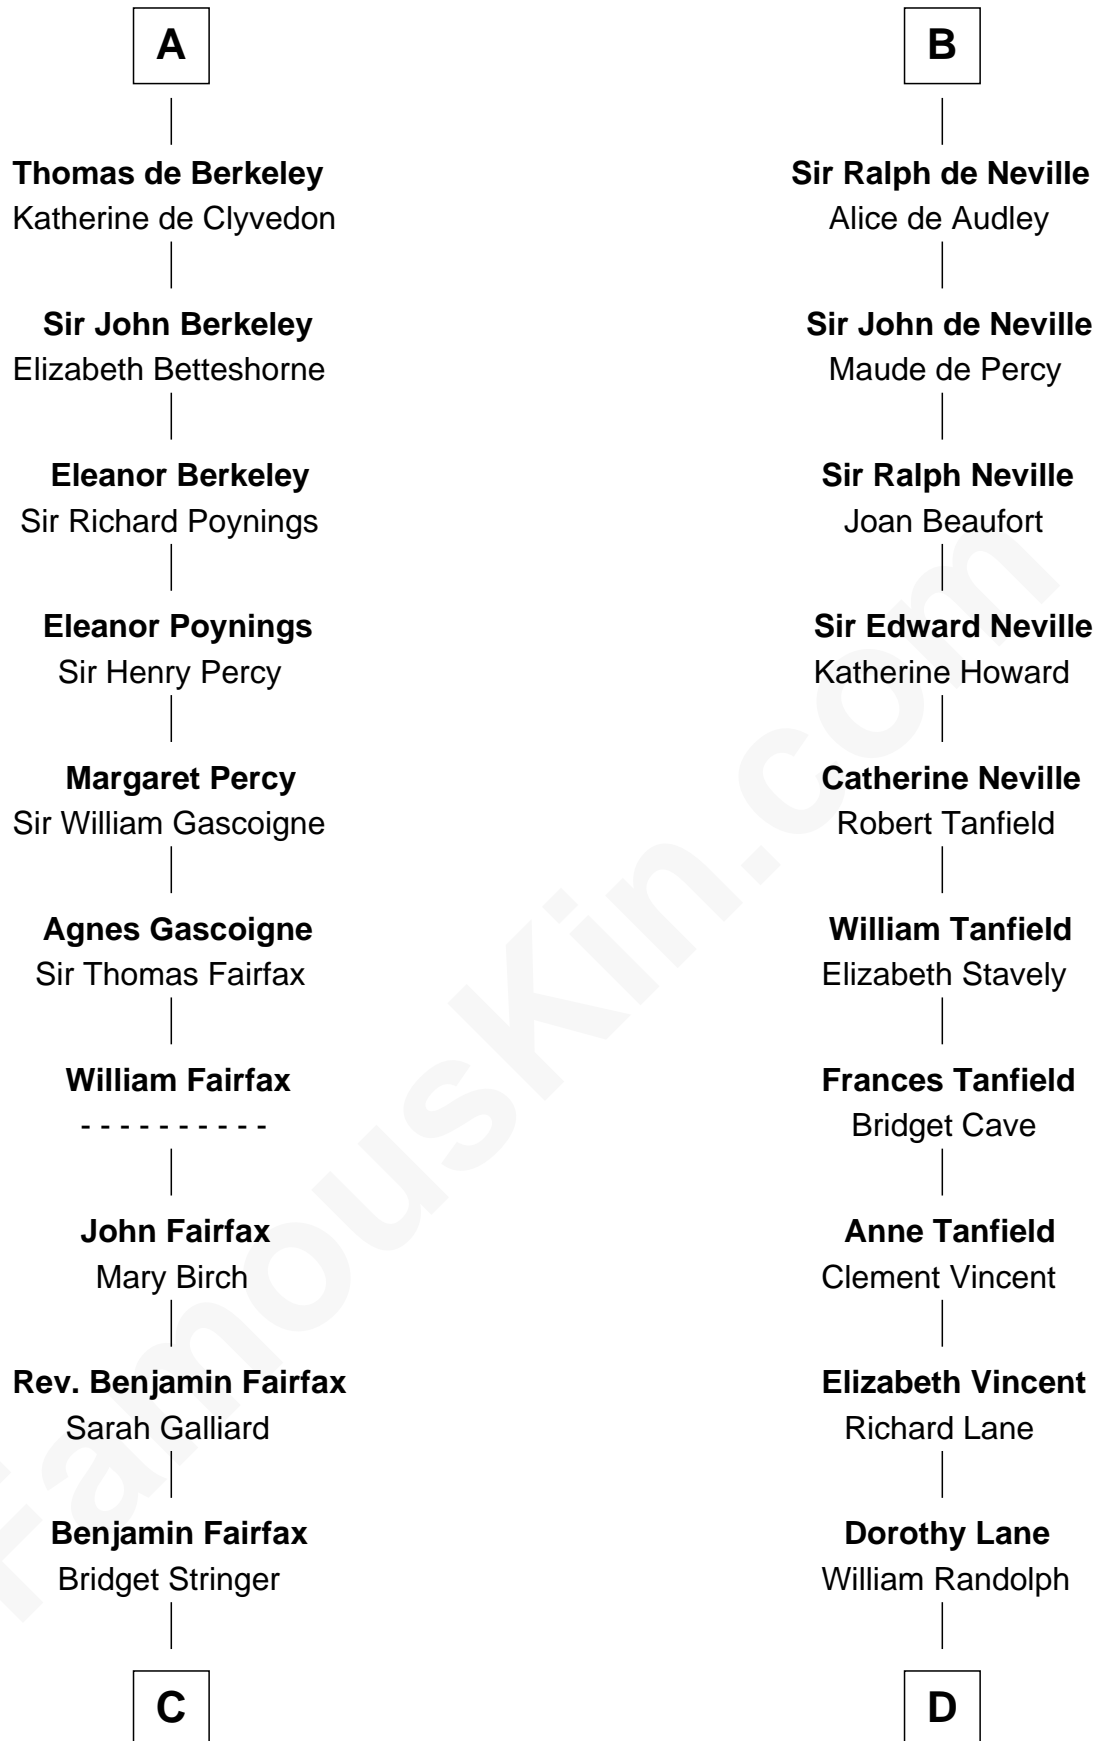 A
Thomas de Berkeley
Katherine de Clyvedon
Sir John Berkeley
Elizabeth Betteshorne
Eleanor Berkeley
Sir Richard Poynings
Eleanor Poynings
Sir Henry Percy
Margaret Percy
Sir William Gascoigne
Agnes Gascoigne
Sir Thomas Fairfax
William Fairfax
- - - - - - - - - -
John Fairfax
Mary Birch
Rev. Benjamin Fairfax
Sarah Galliard
Benjamin Fairfax
Bridget Stringer
C
B
Sir Ralph de Neville
Alice de Audley
Sir John de Neville
Maude de Percy
Sir Ralph Neville
Joan Beaufort
Sir Edward Neville
Katherine Howard
Catherine Neville
Robert Tanfield
William Tanfield
Elizabeth Stavely
Frances Tanfield
Bridget Cave
Anne Tanfield
Clement Vincent
Elizabeth Vincent
Richard Lane
Dorothy Lane
William Randolph
D
FamousKin.com